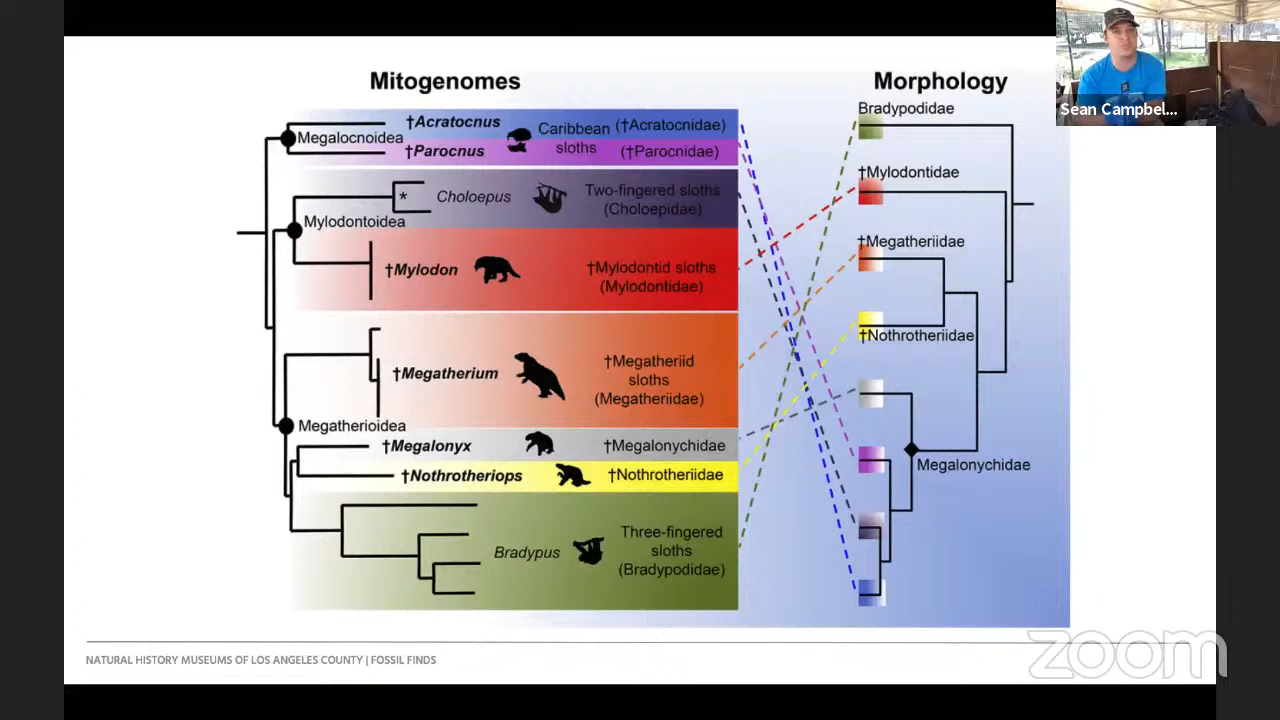 Mitogenomes
Morphology
Sean Campbel...
†Acratocnus
†Parocnus
Megalocnoidea
Caribbean
sloths
(†Acratocnidae)
(†Parocnidae)
*
Choloepus
Two-fingered sloths
(Choloepidae)
Mylodontoidea
†Mylodon
†Mylodontid sloths
(Mylodontidae)
†Megatherium
†Megatheriid
sloths
(Megatheriidae)
Megatherioidea
†Megalonyx
†Megalonychidae
†Nothrotheriops
†Nothrotheriidae
Bradypus
Three-fingered
sloths
(Bradypodidae)
Bradypodidae
†Mylodontidae
†Megatheriidae
†Nothrotheriidae
Megalonychidae
NATURAL HISTORY MUSEUMS OF LOS ANGELES COUNTY | FOSSIL FINDS
zoom